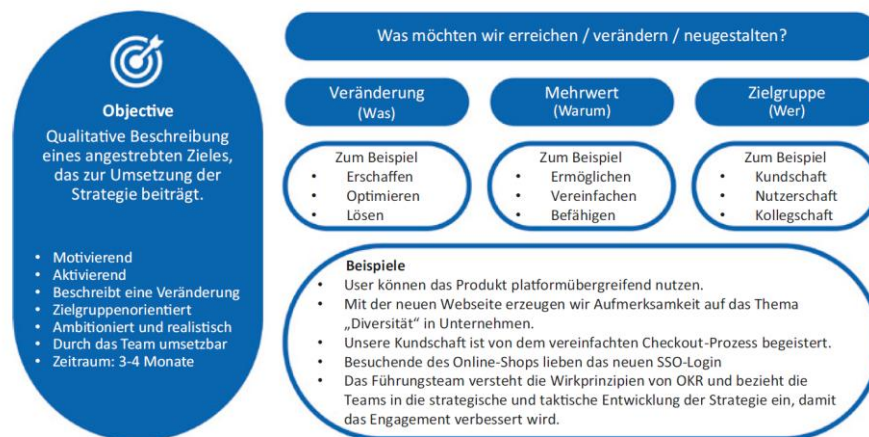 Objective
Qualitative Beschreibung
eines angestrebten Zieles,
das zur Umsetzung der
Strategie beiträgt.
• Motivierend
• Aktivierend
• Beschreibt eine Veränderung
• Zielgruppenorientiert
• Ambitioniert und realistisch
• Durch das Team umsetzbar
• Zeitraum: 3-4 Monate
Was möchten wir erreichen / verändern / neugestalten?
Veränderung
(Was)
Zum Beispiel
• Erschaffen
• Optimieren
• Lösen
Mehrwert
(Warum)
Zum Beispiel
• Ermöglichen
• Vereinfachen
• Befähigen
Zielgruppe
(Wer)
Zum Beispiel
• Kundschaft
• Nutzerschaft
• Kollegschaft
Beispiele
• User können das Produkt platformübergreifend nutzen.
• Mit der neuen Webseite erzeugen wir Aufmerksamkeit auf das Thema
„Diversität“ in Unternehmen.
• Unsere Kundschaft ist von dem vereinfachten Checkout-Prozess begeistert.
• Besuchende des Online-Shops lieben das neuen SSO-Login
• Das Führungsteam versteht die Wirkprinzipien von OKR und bezieht die
Teams in die strategische und taktische Entwicklung der Strategie ein, damit
das Engagement verbessert wird.